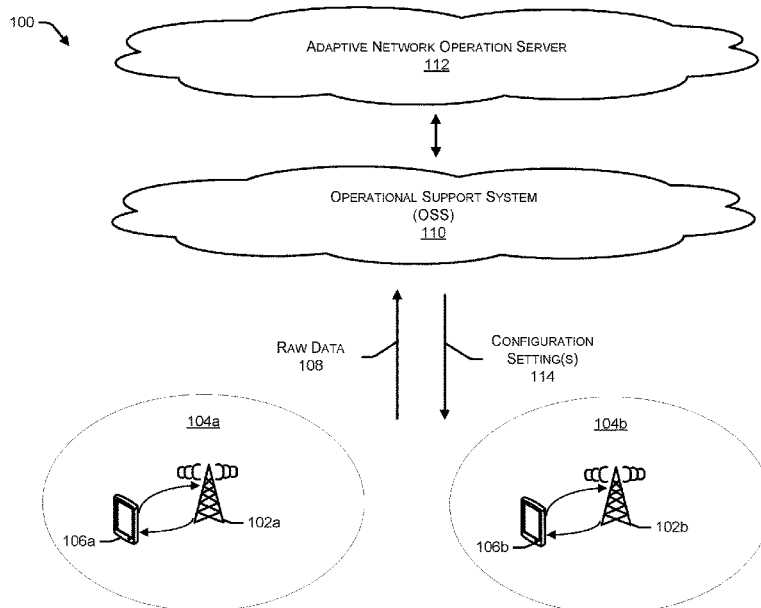 100
ADAPTIVE NETWORK OPERATION SERVER
112
OPERATIONAL SUPPORT SYSTEM
(OSS)
110
RAW DATA
108
CONFIGURATION
SETTING(S)
114
104a
102a
106a
104b
102b
106b